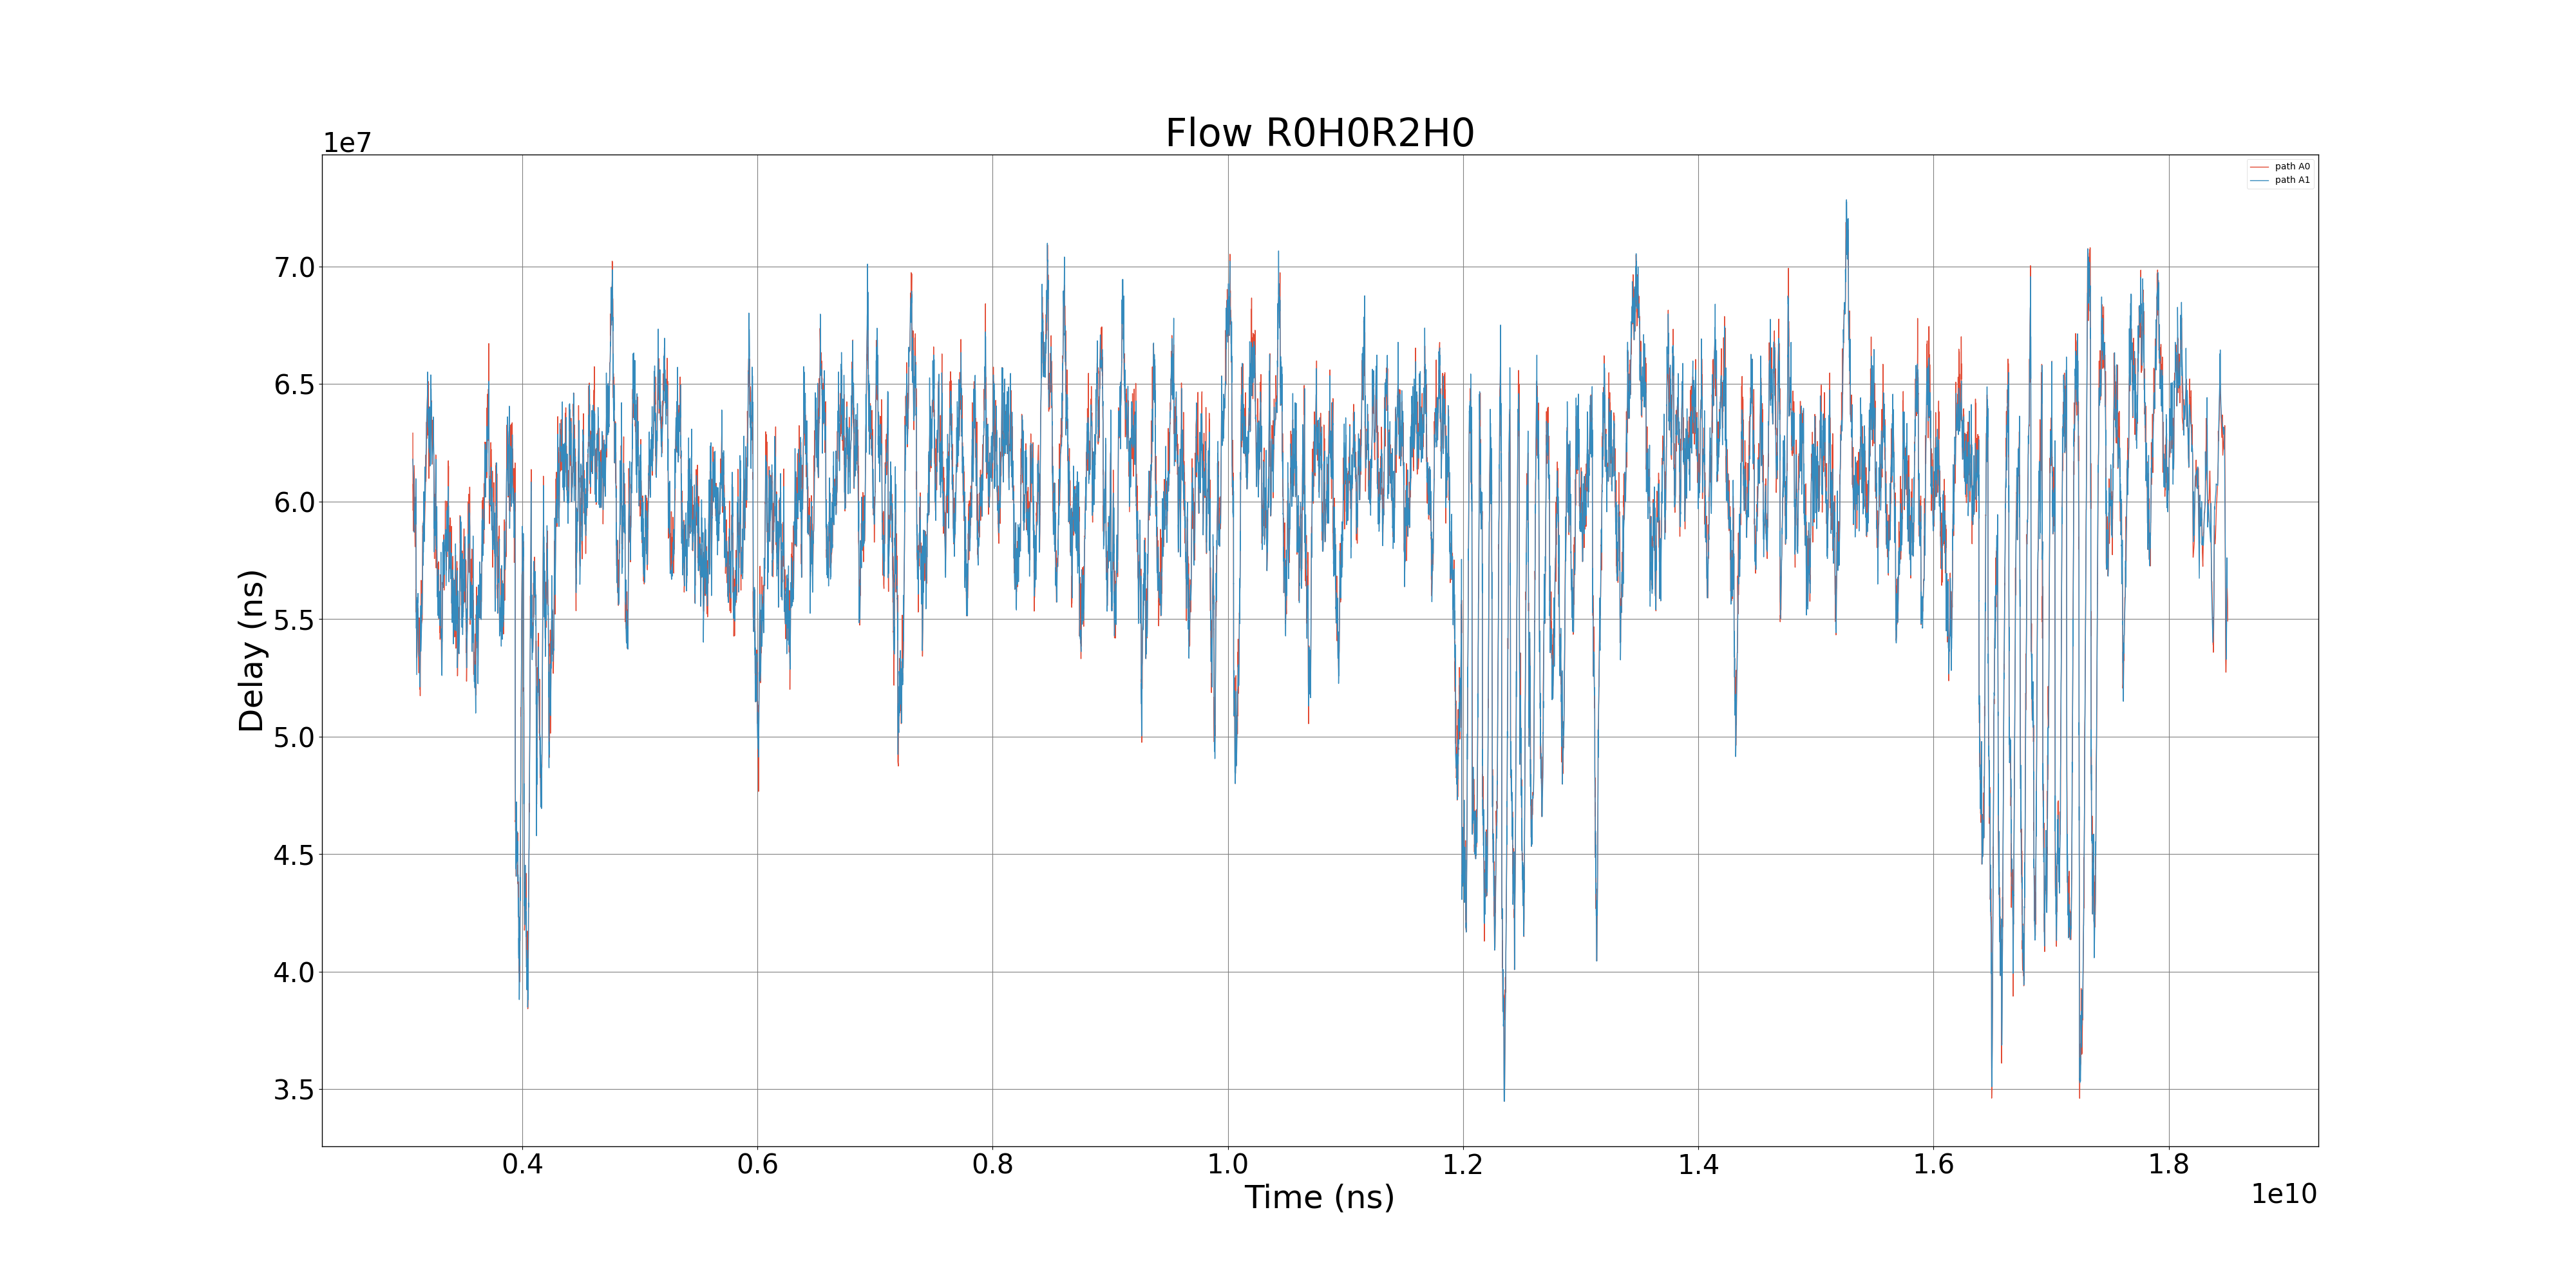 Flow R0H0R2H0
1e7
path A0
path A1
7.0
6.5
6.0
5.5
5.0
4.5
4.0
3.5
Delay (ns)
0.4 0.6 0.8 1.0 1.2 1.4 1.6 1.8
Time (ns)
1e10